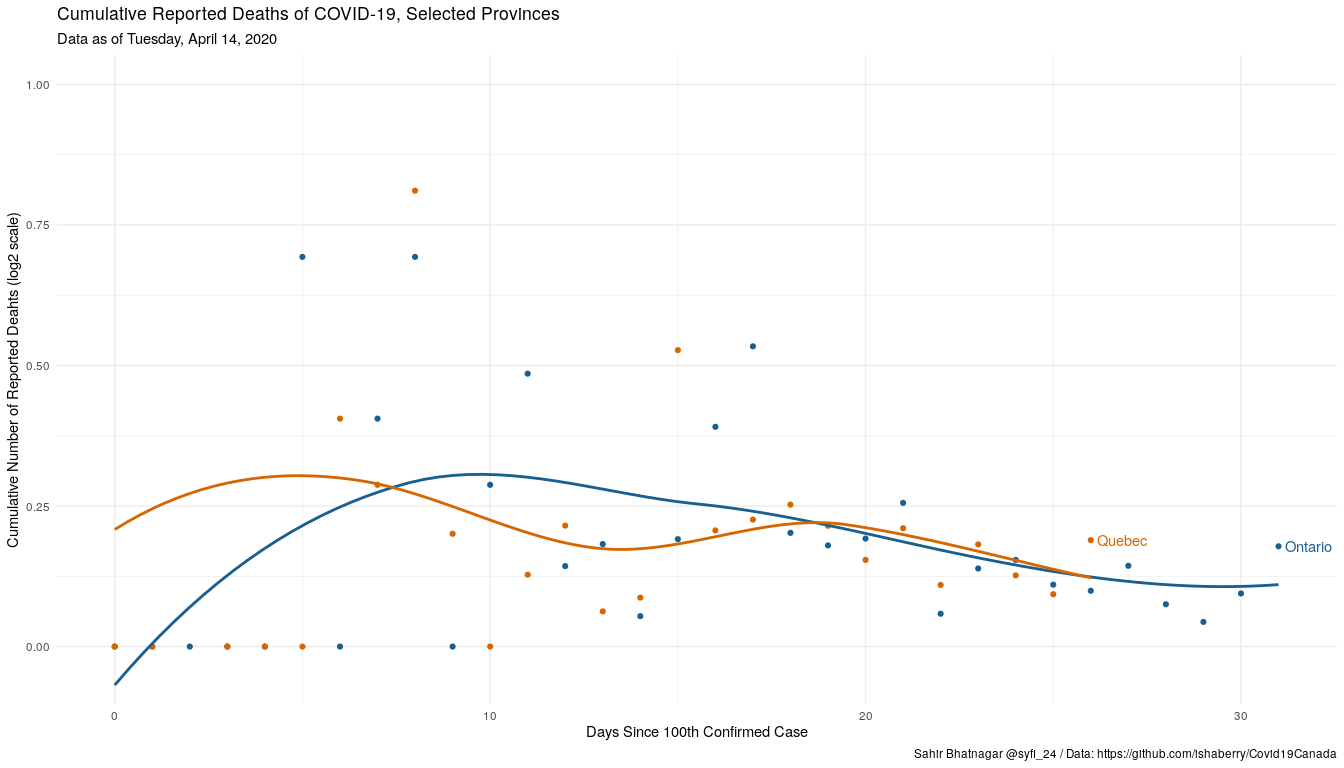 Cumulative Reported Deaths of COVID-19, Selected Provinces
Data as of Tuesday, April 14, 2020
Cumulative Number of Reported Deahts (log2 scale)
1.00
0.75
0.50
0.25
0.00
Quebec
Ontario
0
10
20
30
Days Since 100th Confirmed Case
Sahir Bhatnagar @syfi_24 / Data: https://github.com/ishaberry/Covid19Canada